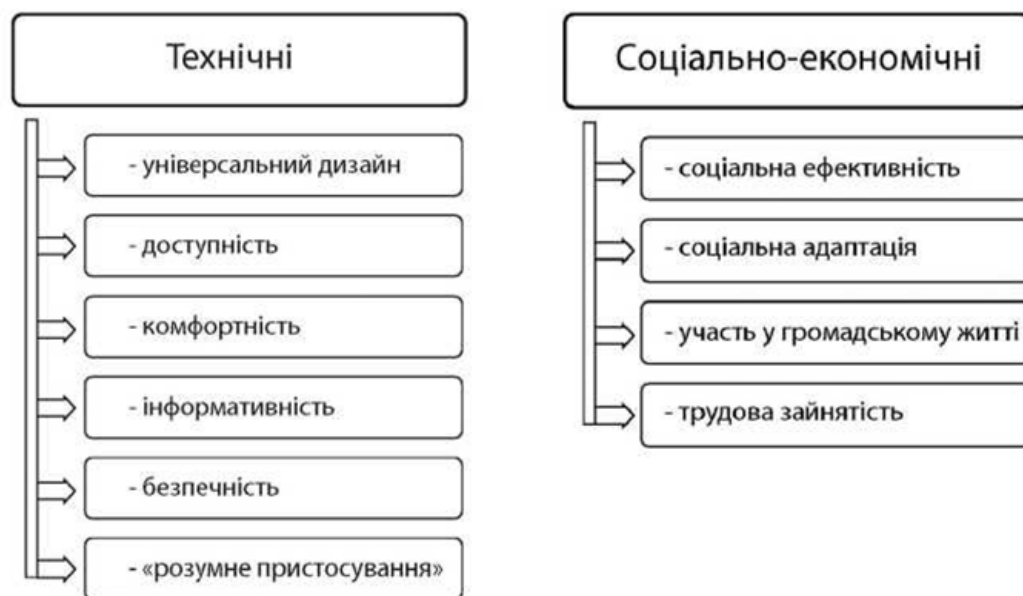 Технічні
- універсальний дизайн
- доступність
- комфортність
- інформативність
- безпечність
- «розумне пристосування»
Соціально-економічні
- соціальна ефективність
- соціальна адаптація
- участь у громадському житті
- трудова зайнятість